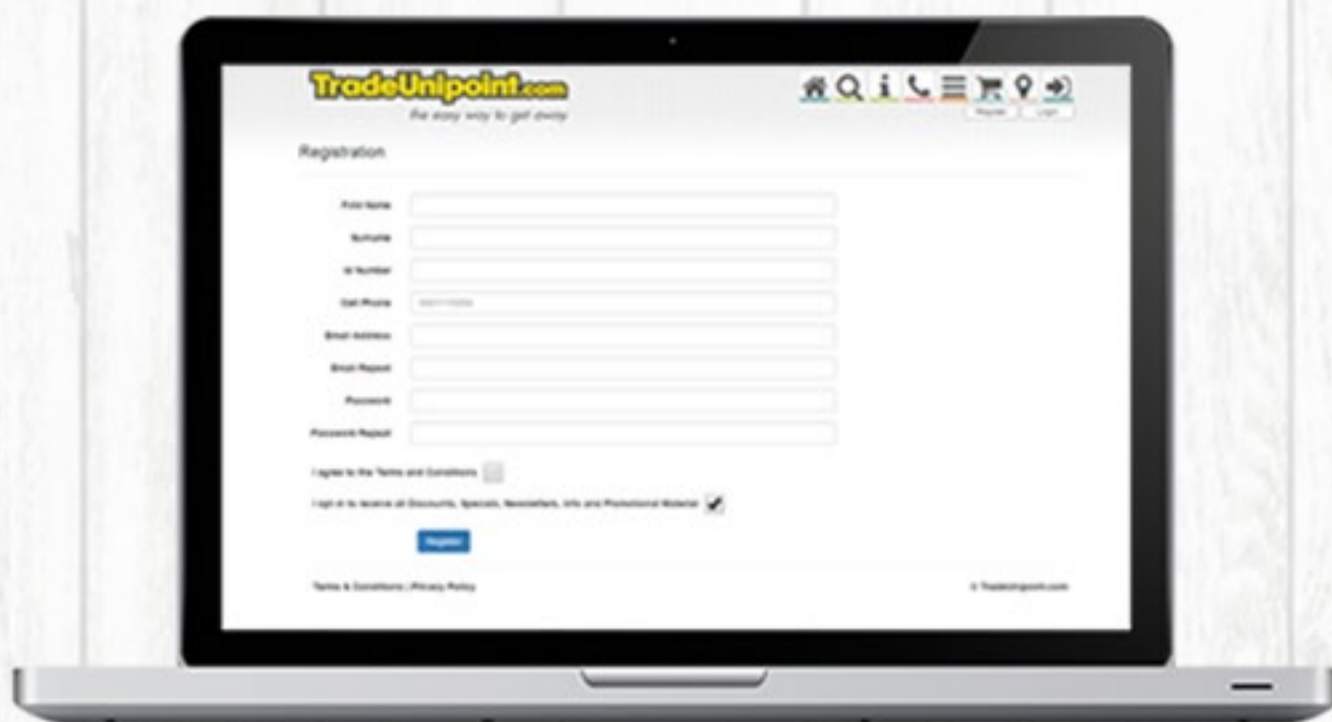 TradeUnipoint.com
the easy way to get away
Register Login
Registration
First Name
Surname
Id Number
Cell Phone
Email Address
Email Repeat
Password
Password Repeat
I agree to the Terms and Conditions
I opt in to receive all Discounts, Specials, Newsletters, Info and Promotional Material
Register
Terms & Conditions | Privacy Policy
© TradeUnipoint.com